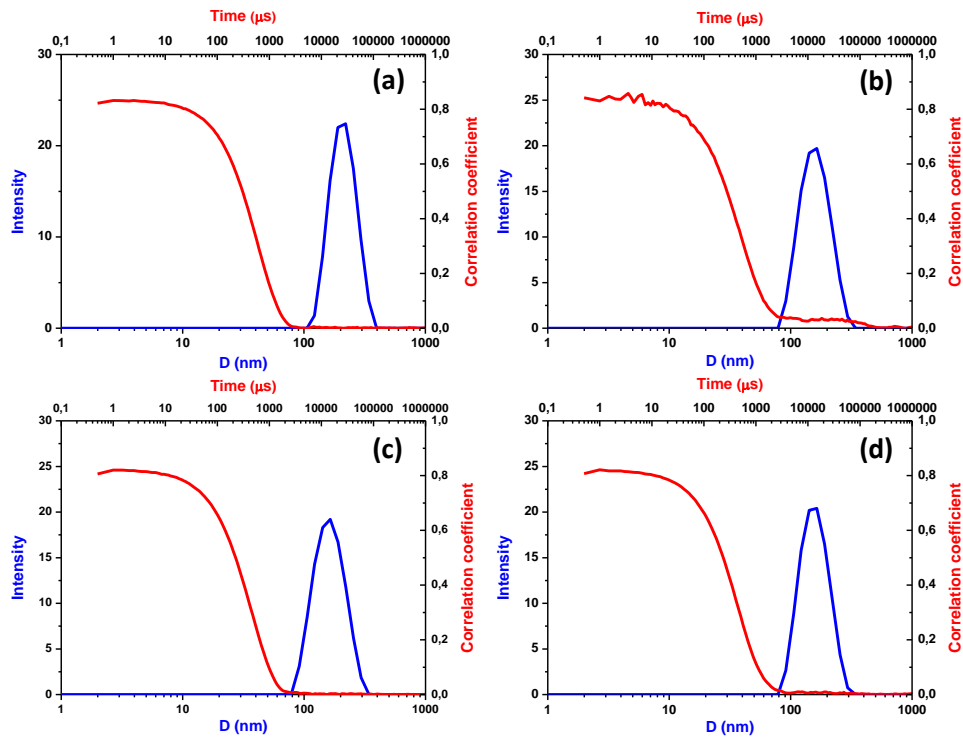 Time (μs)
0,1 1 10 100 1000 10000 1000000
30 1,0
(a)
25 0,8
20
Intensity 15 0,6 Correlation coefficient
10 0,4
5 0,2
0 0,0
1 10 100 1000
D (nm)
Time (μs)
0,1 1 10 100 1000 10000 100000 1000000
30 1,0
(b)
25 0,8
20
Intensity 15 0,6 Correlation coefficient
10 0,4
5 0,2
0 0,0
1 10 100 1000
D (nm)
Time (μs)
0,1 1 10 100 1000 10000 100000 1000000
30 1,0
(c)
25 0,8
20
Intensity 15 0,6 Correlation coefficient
10 0,4
5 0,2
0 0,0
1 10 100 1000
D (nm)
Time (μs)
0,1 1 10 100 1000 10000 100000 1000000
30 1,0
(d)
25 0,8
20
Intensity 15 0,6 Correlation coefficient
10 0,4
5 0,2
0 0,0
1 10 100 1000
D (nm)